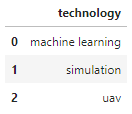 technology
0 machine learning
1 simulation
2 uav